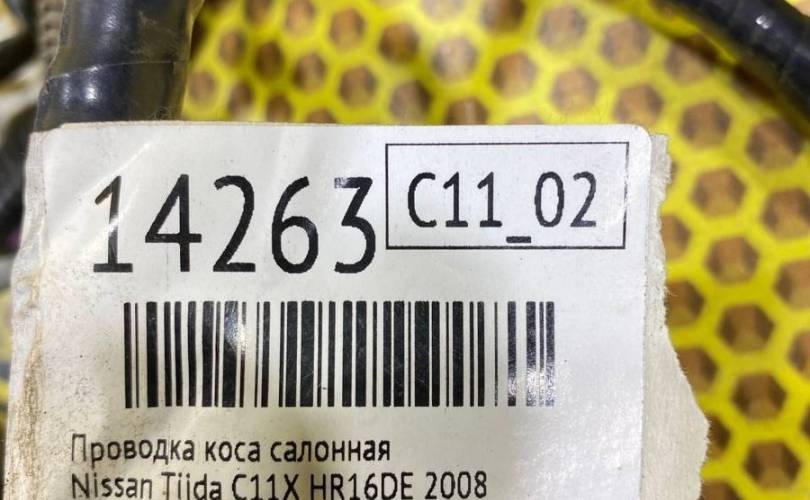 14263 C11_02
Проводка коса салонная
Nissan Tiida C11X HR16DE 2008